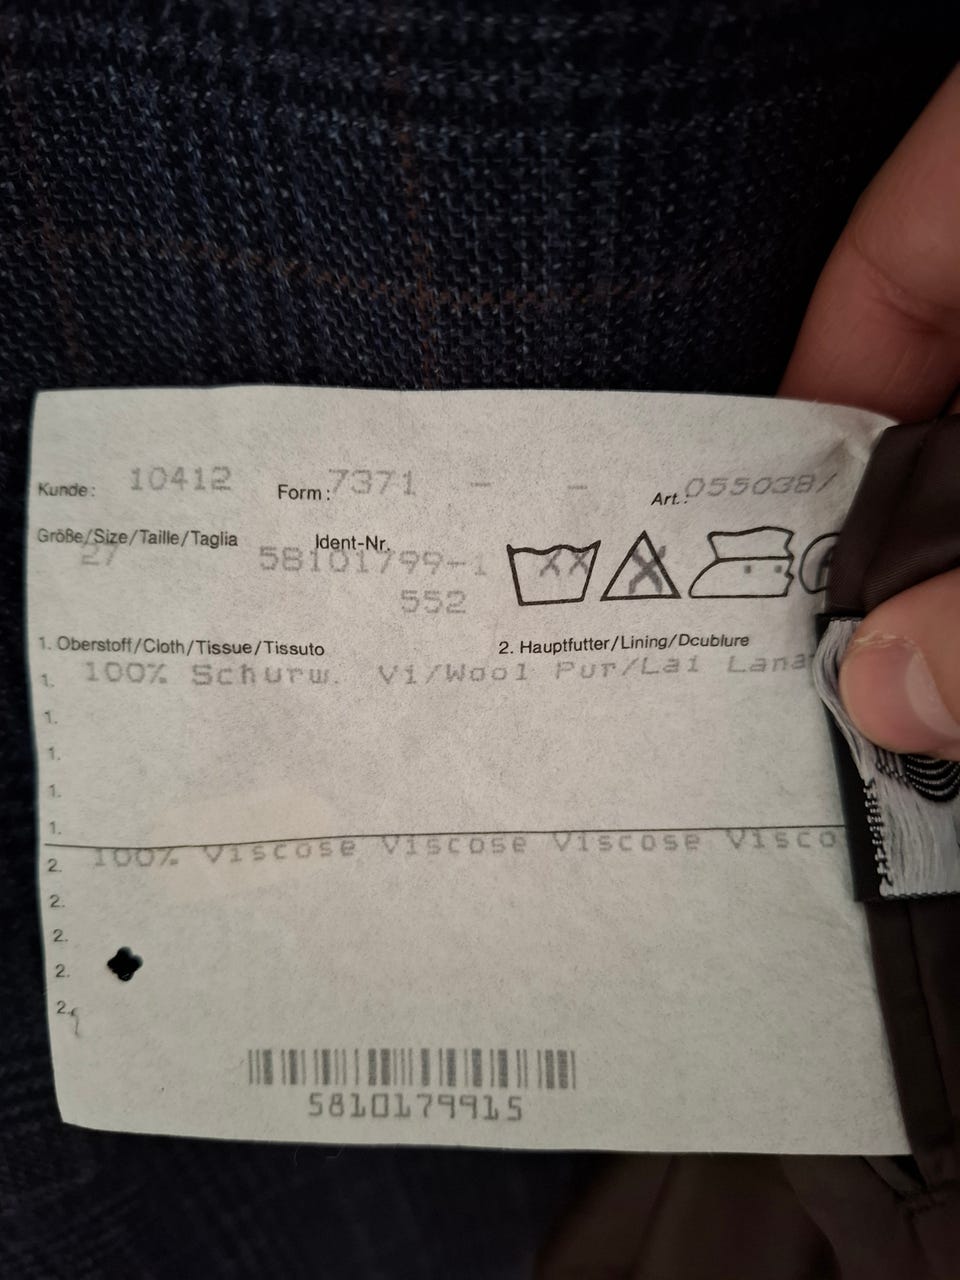 Kunde: 10412 Form: 7371 - - Art.: 055038/
Größe/Size/Taille/Taglia Ident-Nr.
27 58101799-1
552
1. Oberstoff/Cloth/Tissue/Tissuto 2. Hauptfutter/Lining/Dcublure
1. 100% Schurw. Vi/Wool Pur/Lai Lana
1.
1.
1.
1.
2. 100% Viscose Viscose Viscose Visco
2.
2.
2.
2.
5810179915